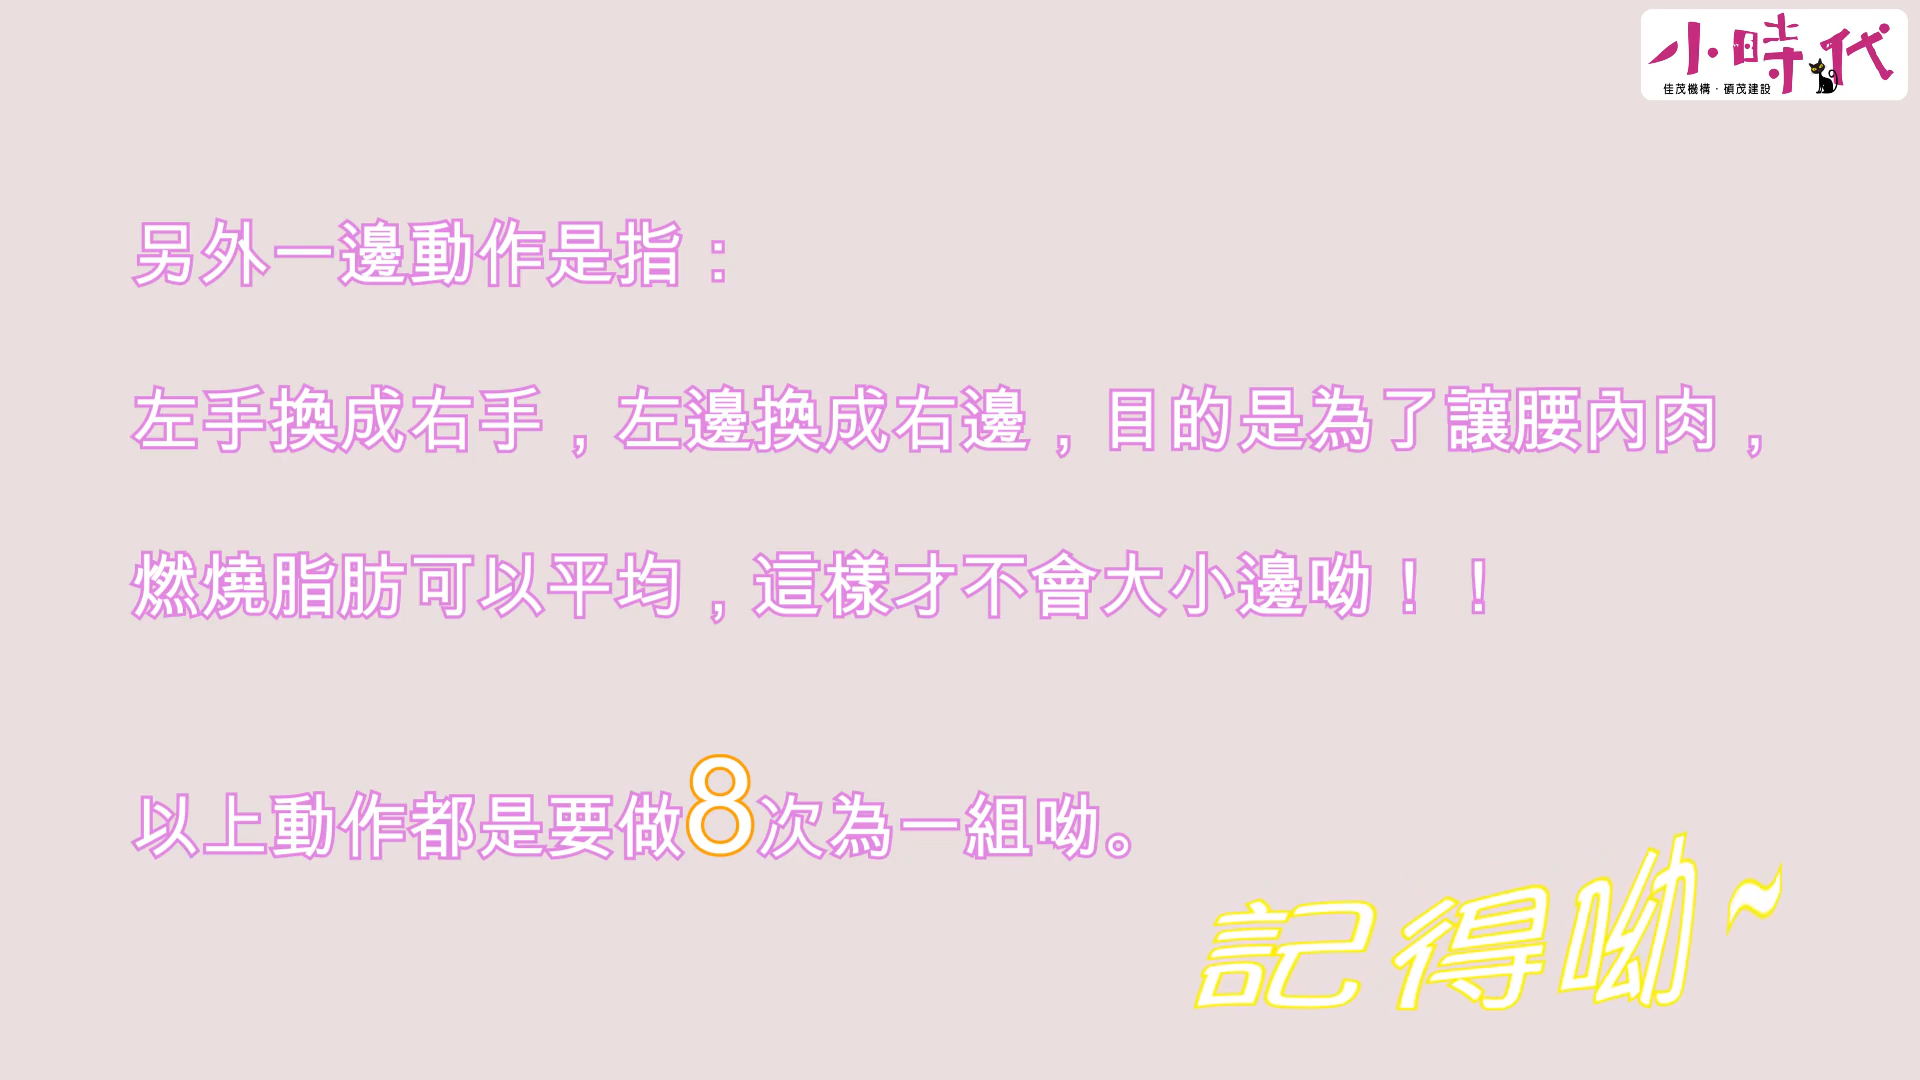 小時代
佳茂機構·碩茂建設
另外一邊動作是指：
左手換成右手，左邊換成右邊，目的是為了讓腰內肉，
燃燒脂肪可以平均，這樣才不會大小邊呦！！
以上動作都是要做8次為一組呦。
記得呦~